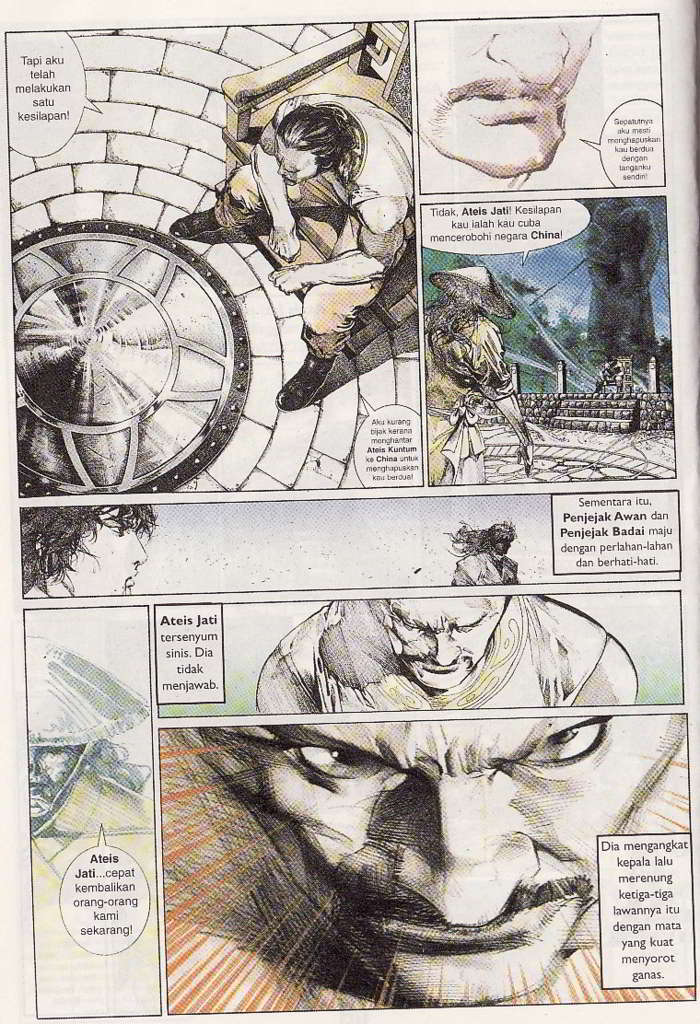 Tapi aku
telah
melakukan
satu
kesilapan!
Aku kurang
bijak kerana
menghantar
Ateis Kuntum
ke China untuk
menghapuskan
kau berdua!
Sepatutnya
aku mesti
menghapuskan
kau berdua
dengan
tanganku
sendiri!
Tidak, Ateis Jati! Kesilapan
kau ialah kau cuba
mencerobohi negara China!
Sementara itu,
Penjejak Awan dan
Penjejak Badai maju
dengan perlahan-lahan
dan berhati-hati.
Ateis
Jati...cepat
kembalikan
orang-orang
kami
sekarang!
Ateis Jati
tersenyum
sinis. Dia
tidak
menjawab.
Dia mengangkat
kepala lalu
merenung
ketiga-tiga
lawannya itu
dengan mata
yang kuat
menyorot
ganas.